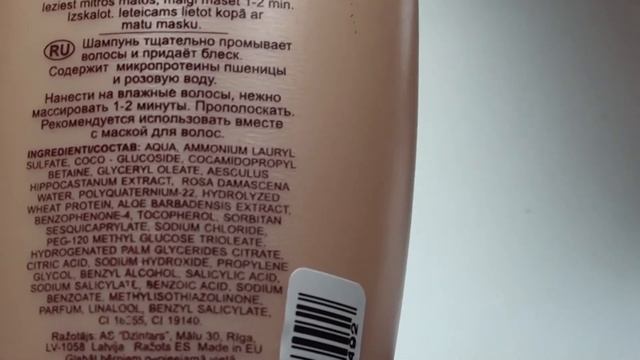 Ieziest mitros matos, maigi masēt 1-2 min.
Izskalot. Ieteicams lietot kopā ar
matu masku.
RU Шампунь тщательно промывает
волосы и придаёт блеск.
Содержит микропротеины пшеницы
и розовую воду.
Нанести на влажные волосы, нежно
массировать 1-2 минуты. Прополоскать.
Рекомендуется использовать вместе
с маской для волос.
INGREDIENTI/СОСТАВ: AQUA, AMMONIUM LAURYL
SULFATE, COCO - GLUCOSIDE, COCAMIDOPROPYL
BETAINE, GLYCERYL OLEATE, AESCULUS
HIPPOCASTANUM EXTRACT, ROSA DAMASCENA
WATER, POLYQUATERNIUM-22, HYDROLYZED
WHEAT PROTEIN, ALOE BARBADENSIS EXTRACT,
BENZOPHENONE-4, TOCOPHEROL, SORBITAN
SESQUICAPRYLATE, SODIUM CHLORIDE,
PEG-120 METHYL GLUCOSE TRIOLEATE,
HYDROGENATED PALM GLYCERIDES CITRATE,
CITRIC ACID, SODIUM HYDROXIDE, PROPYLENE
GLYCOL, BENZYL ALCOHOL, SALICYLIC ACID,
SODIUM SALICYLATE, BENZOIC ACID, SODIUM
BENZOATE, METHYLISOTHIAZOLINONE,
PARFUM, LINALOOL, BENZYL SALICYLATE,
CI CI 19140.
Ražotājs: AS "Dzintars", Mālu 30, Rīga,
LV-1058 Latvija Ražots ES Made in EU